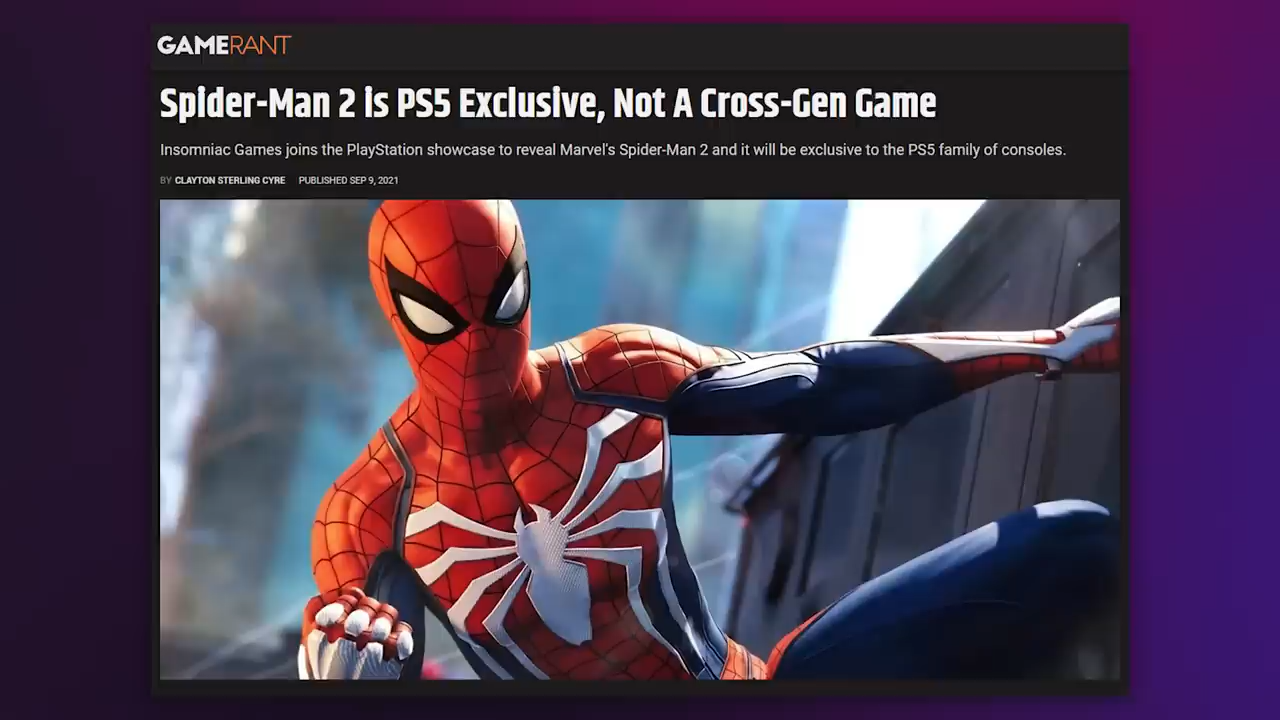 GAMERANT
Spider-Man 2 is PS5 Exclusive, Not A Cross-Gen Game
Insomniac Games joins the PlayStation showcase to reveal Marvel's Spider-Man 2 and it will be exclusive to the PS5 family of consoles.
BY CLAYTON STERLING CYRE PUBLISHED SEP 9, 2021